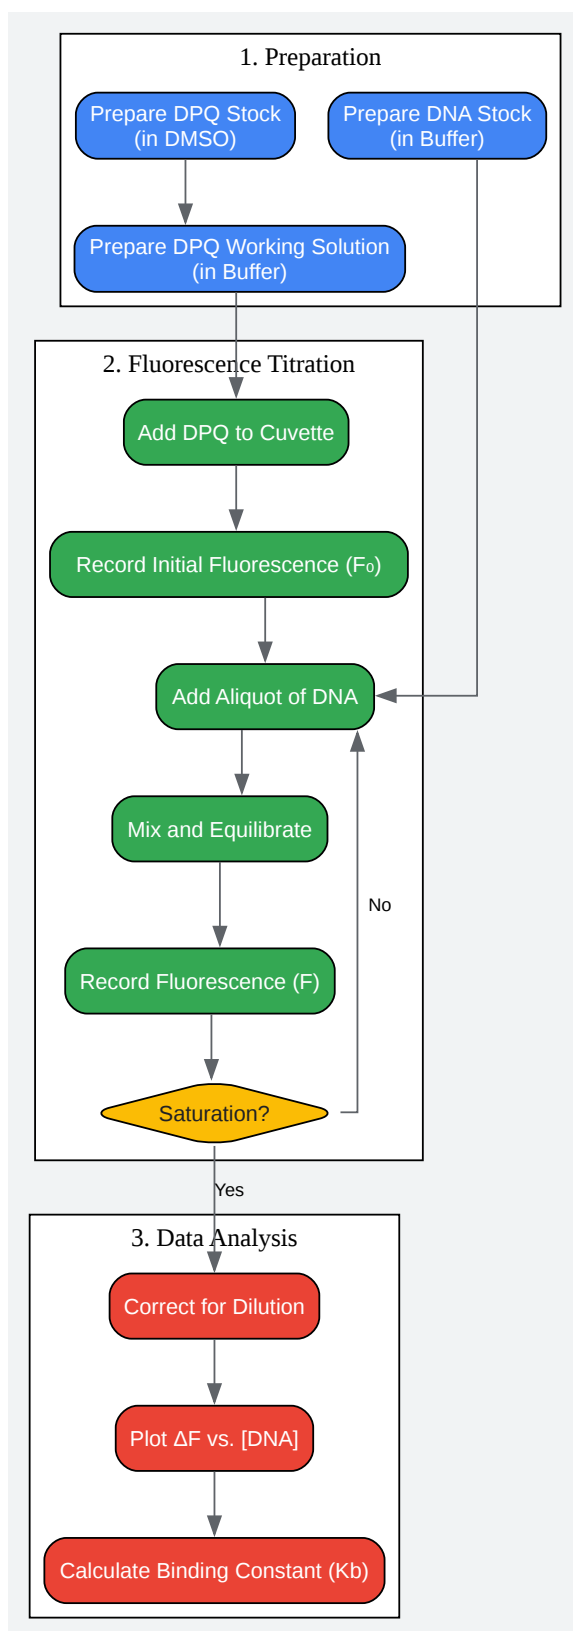 1. Preparation
Prepare DPQ Stock
(in DMSO)
Prepare DNA Stock
(in Buffer)
Prepare DPQ Working Solution
(in Buffer)
2. Fluorescence Titration
Add DPQ to Cuvette
Record Initial Fluorescence (F₀)
Add Aliquot of DNA
Mix and Equilibrate
No
Record Fluorescence (F)
Saturation?
Yes
3. Data Analysis
Correct for Dilution
Plot ΔF vs. [DNA]
Calculate Binding Constant (Kb)